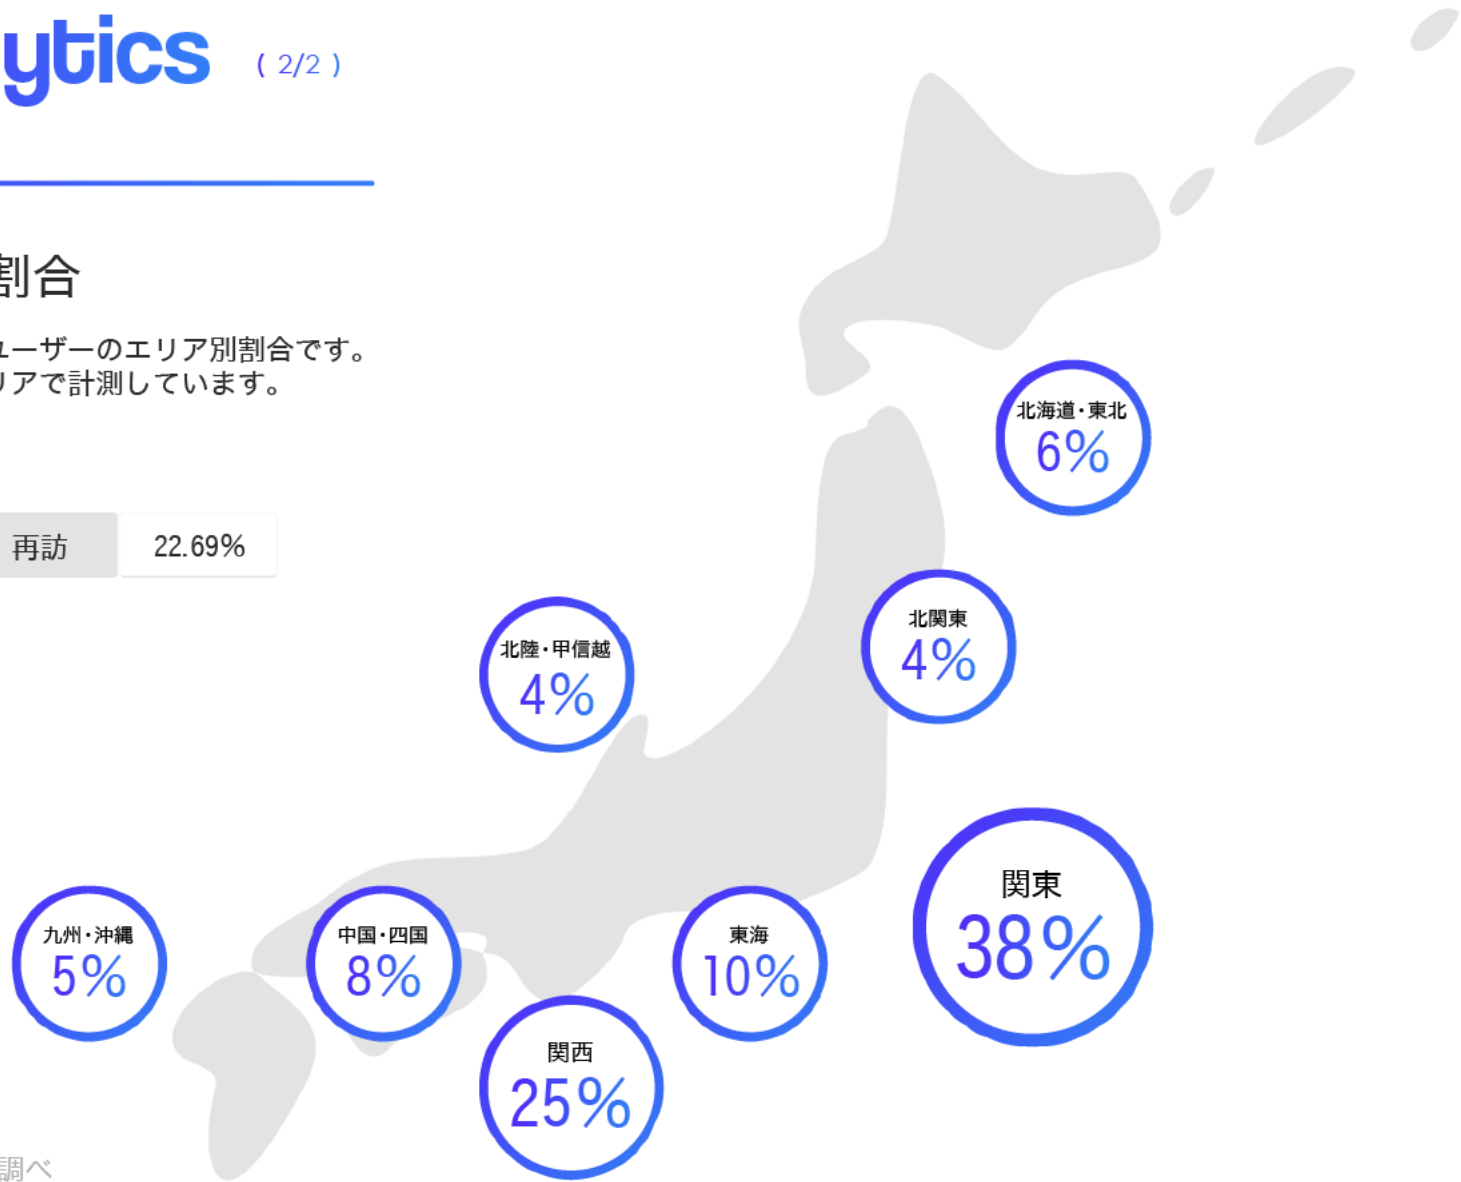 ytics
( 2/2 )
割合
ユーザーのエリア別割合です。
リアで計測しています。
再訪
22.69%
北海道・東北
6%
北関東
4%
北陸・甲信越
4%
関東
38%
九州・沖縄
5%
中国・四国
8%
東海
10%
関西
25%
調べ